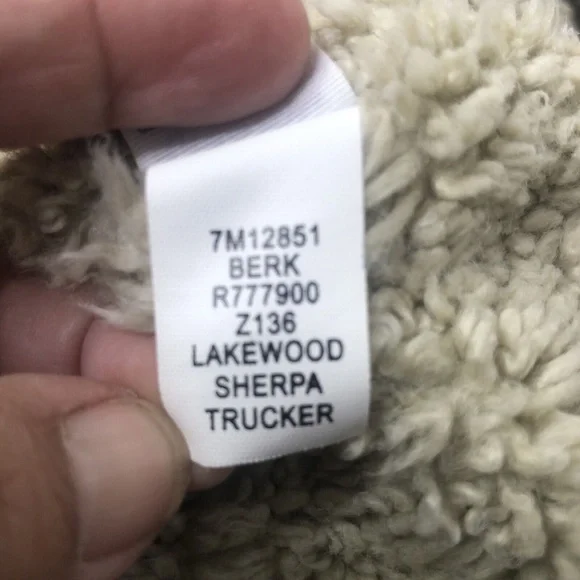 7M12851
BERK
R777900
Z136
LAKEWOOD
SHERPA
TRUCKER